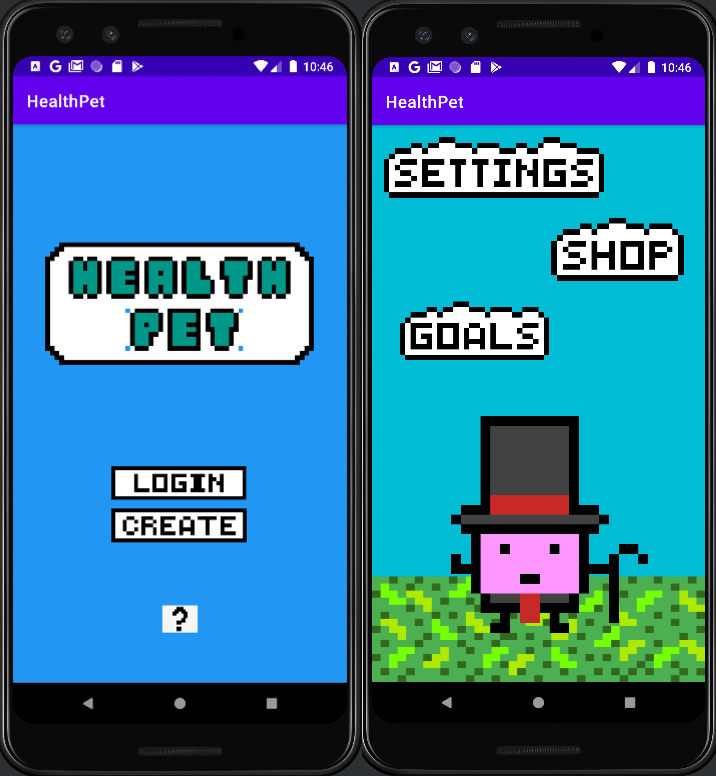 10:46
HealthPet
HEALTH
PET
LOGIN
CREATE
?
10:46
HealthPet
SETTINGS
SHOP
GOALS